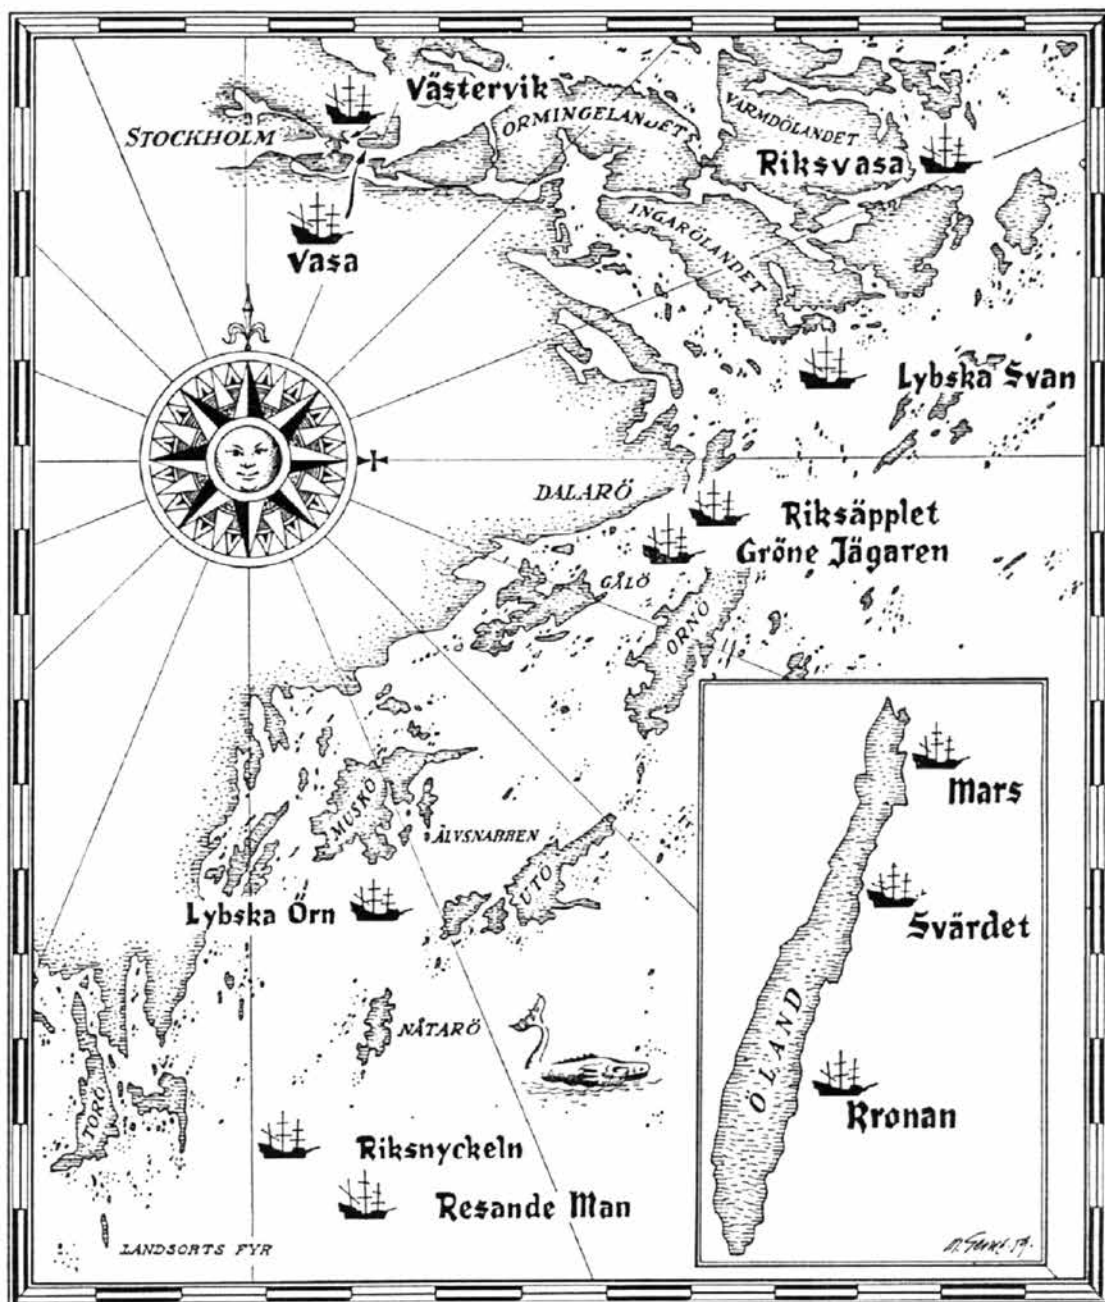 Västervik
STOCKHOLM
ORMINGELANDET
VÄRMDÖLANDET
Riksvasa
Vasa
INGARÖLANDET
Lybska Svan
DALARÖ
Riksäpplet
Gröne Jägaren
GÅLÖ
ORNÖ
Mars
MUSKÖ
ÄLVSNABBEN
UTÖ
Svärdet
Lybska Örn
ÖLAND
NÅTARÖ
Kronan
TORÖ
Riksnyckeln
Resande Man
LANDSORTS FYR